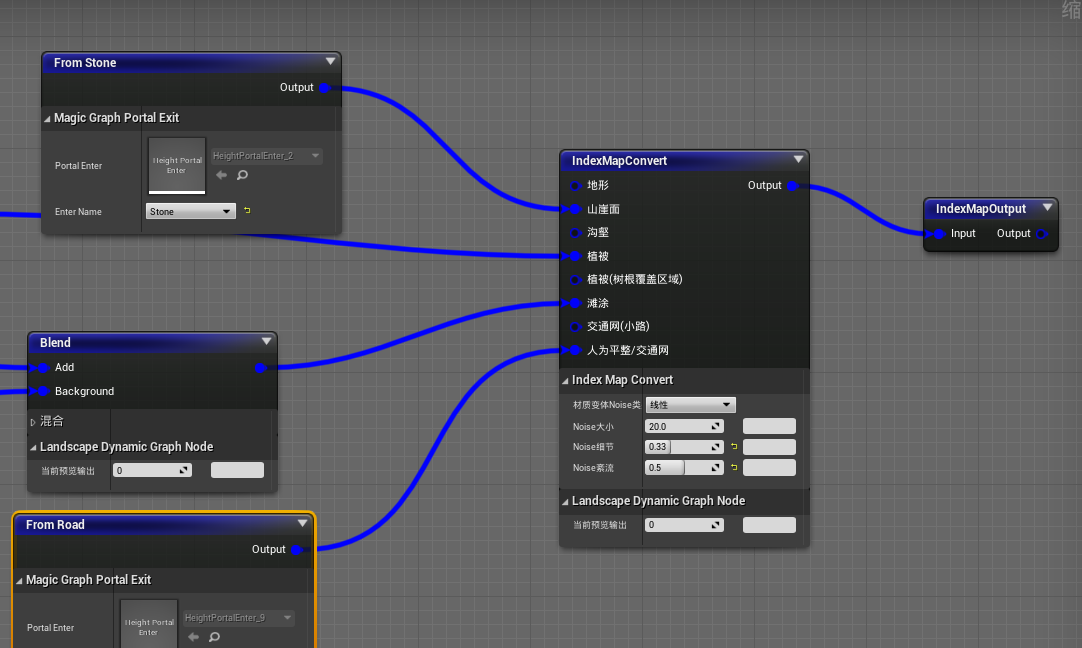 缩
From Stone
Output
Magic Graph Portal Exit
Portal Enter
Height Portal
Enter
HeightPortalEnter_2
Enter Name
Stone
Blend
Add
Background
混合
Landscape Dynamic Graph Node
当前预览输出
0
From Road
Output
Magic Graph Portal Exit
Portal Enter
Height Portal
Enter
HeightPortalEnter_9
IndexMapConvert
地形
Output
山崖面
沟壑
植被
植被(树根覆盖区域)
滩涂
交通网(小路)
人为平整/交通网
Index Map Convert
材质变体Noise类
线性
Noise大小
20.0
Noise细节
0.33
Noise紊流
0.5
Landscape Dynamic Graph Node
当前预览输出
0
IndexMapOutput
Input
Output